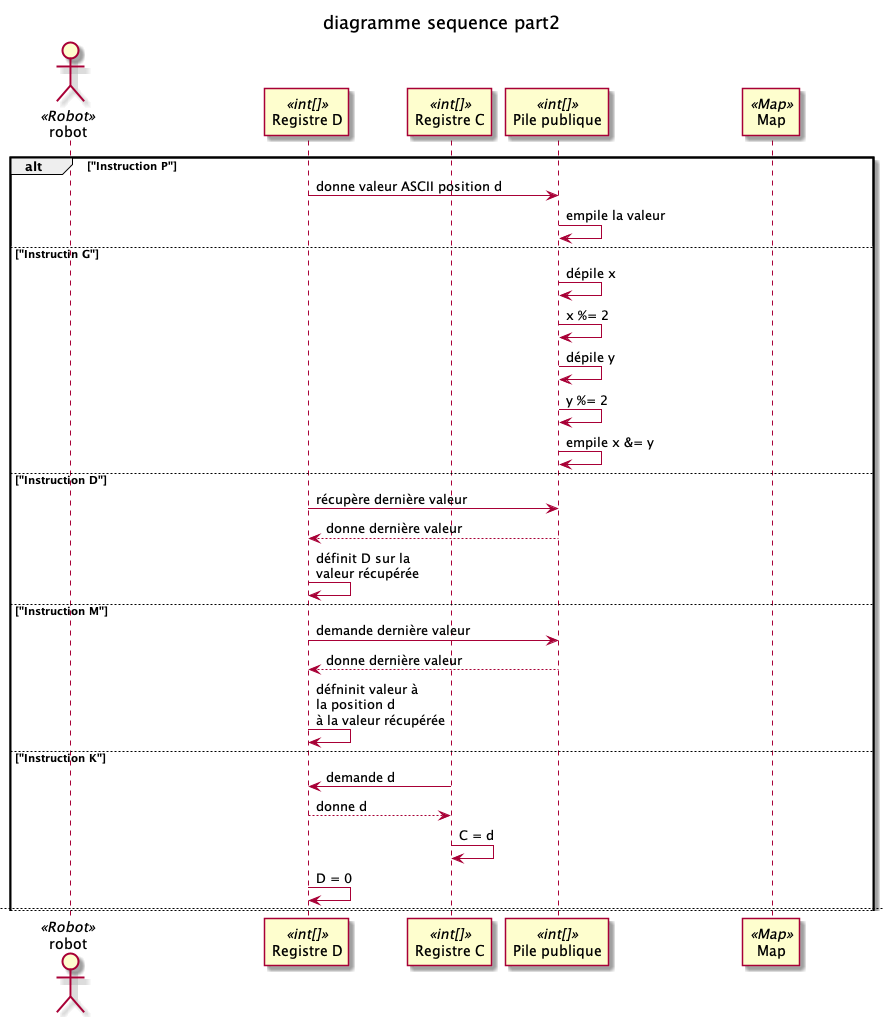 diagramme sequence part2
«Robot»
robot
«int[]»
Registre D
«int[]»
Registre C
«int[]»
Pile publique
«Map»
Map
alt ["Instruction P"]
donne valeur ASCII position d
empile la valeur
["Instructin G"]
dépile x
x %= 2
dépile y
y %= 2
empile x &= y
["Instruction D"]
récupère dernière valeur
donne dernière valeur
définit D sur la
valeur récupérée
["Instruction M"]
demande dernière valeur
donne dernière valeur
défninit valeur à
la position d
à la valeur récupérée
["Instruction K"]
demande d
donne d
C = d
D = 0
«Robot»
robot
«int[]»
Registre D
«int[]»
Registre C
«int[]»
Pile publique
«Map»
Map